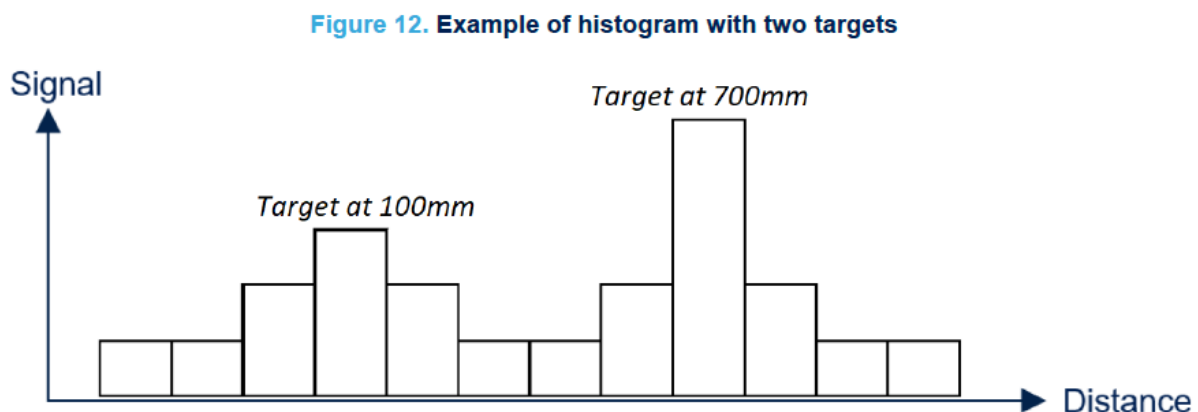 Figure 12. Example of histogram with two targets
Signal
Target at 700mm
Target at 100mm
Distance